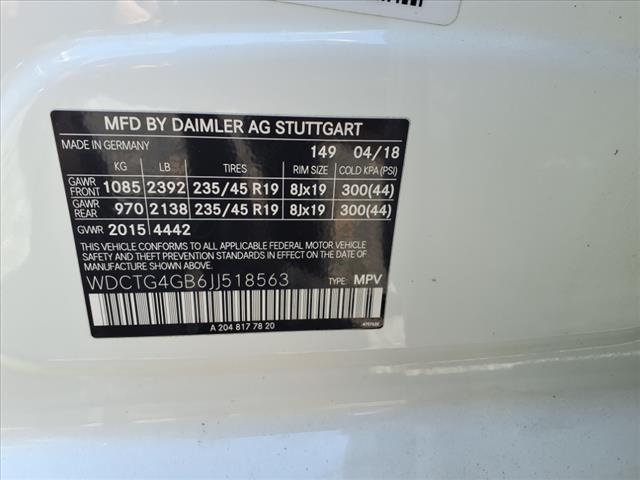 MFD BY DAIMLER AG STUTTGART
MADE IN GERMANY 149 04/18
KG LB TIRES RIM SIZE COLD KPA (PSI)
GAWR FRONT 1085 2392 235/45 R19 8Jx19 300(44)
GAWR REAR 970 2138 235/45 R19 8Jx19 300(44)
GVWR 2015 4442
THIS VEHICLE CONFORMS TO ALL APPLICABLE FEDERAL MOTOR VEHICLE
SAFETY AND THEFT PREVENTION STANDARDS IN EFFECT ON THE
DATE OF MANUFACTURE SHOWN ABOVE.
WDCTG4GB6JJ518563 TYPE: MPV
A 204 817 78 20